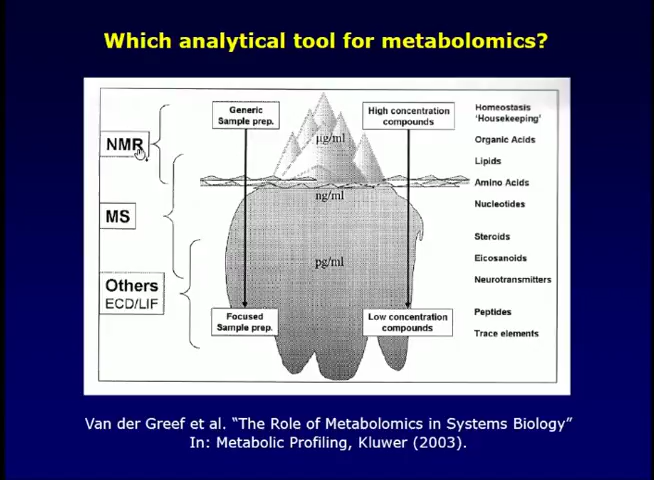 Which analytical tool for metabolomics?
Generic
Sample prep.
High concentration
compounds
Homeostasis
'Housekeeping'
NMR
µg/ml
Organic Acids
Lipids
Amino Acids
ng/ml
Nucleotides
MS
Steroids
pg/ml
Eicosanoids
Neurotransmitters
Others
ECD/LIF
Focused
Sample prep.
Low concentration
compounds
Peptides
Trace elements
Van der Greef et al. “The Role of Metabolomics in Systems Biology”
In: Metabolic Profiling, Kluwer (2003).